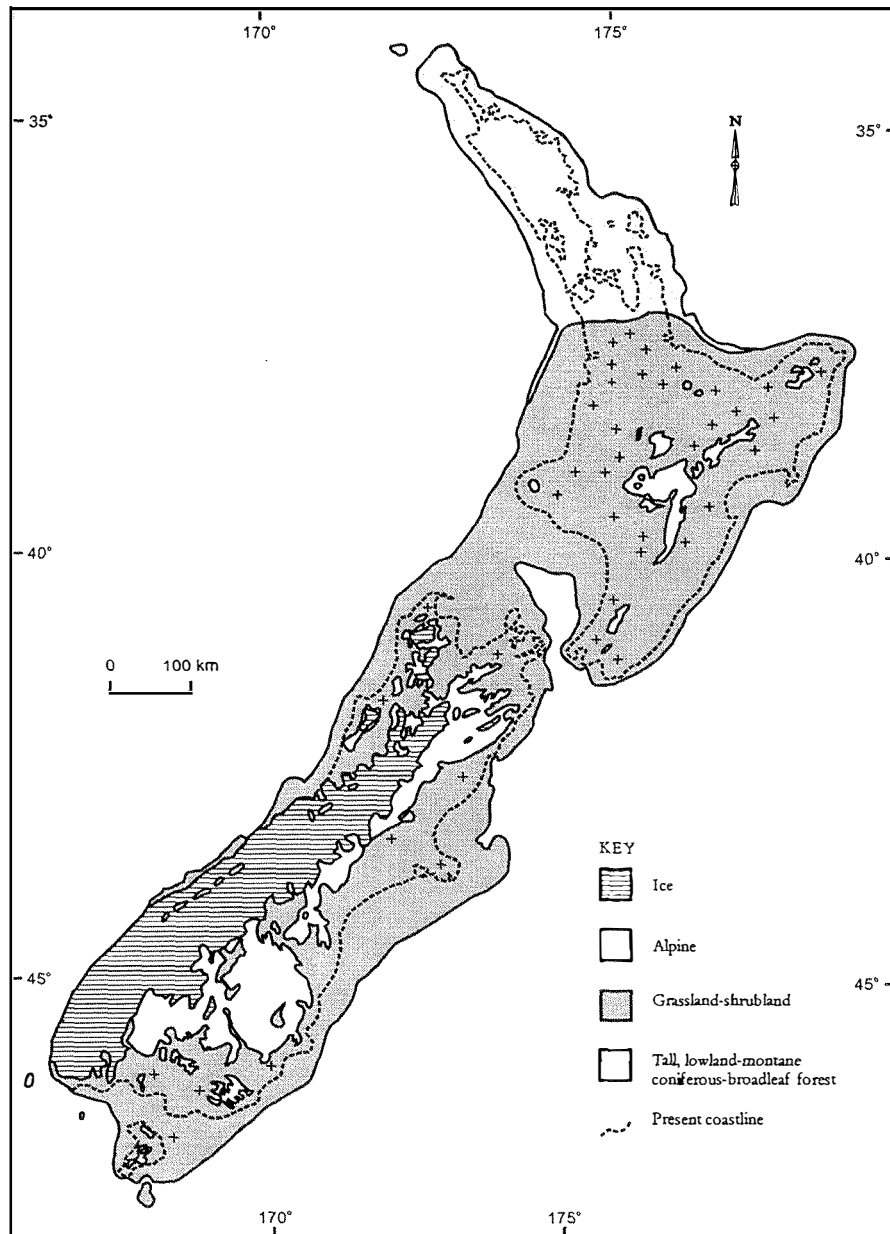 170°
175°
35°
N
35°
40°
40°
0 100 km
KEY
Ice
Alpine
45°
45°
Grassland-shrubland
Tall, lowland-montane
coniferous-broadleaf forest
0
Present coastline
170°
175°